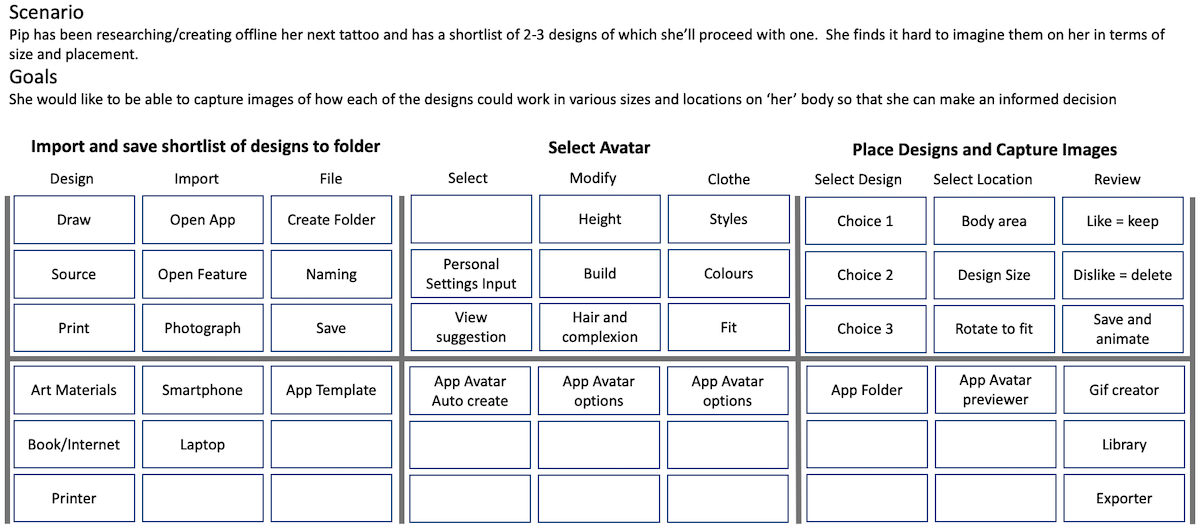 Scenario
Pip has been researching/creating offline her next tattoo and has a shortlist of 2-3 designs of which she’ll proceed with one.  She finds it hard to imagine them on her in terms of
size and placement.
Goals
She would like to be able to capture images of how each of the designs could work in various sizes and locations on ‘her’ body so that she can make an informed decision
Import and save shortlist of designs to folder
Select Avatar
Place Designs and Capture Images
Design
Import
File
Select
Modify
Clothe
Select Design
Select Location
Review
Draw
Open App
Create Folder
Height
Styles
Choice 1
Body area
Like = keep
Source
Open Feature
Naming
Personal
Settings Input
Build
Colours
Choice 2
Design Size
Dislike = delete
Print
Photograph
Save
View
suggestion
Hair and
complexion
Fit
Choice 3
Rotate to fit
Save and
animate
Art Materials
Smartphone
App Template
App Avatar
Auto create
App Avatar
options
App Avatar
options
App Folder
App Avatar
previewer
Gif creator
Book/Internet
Laptop
Library
Printer
Exporter